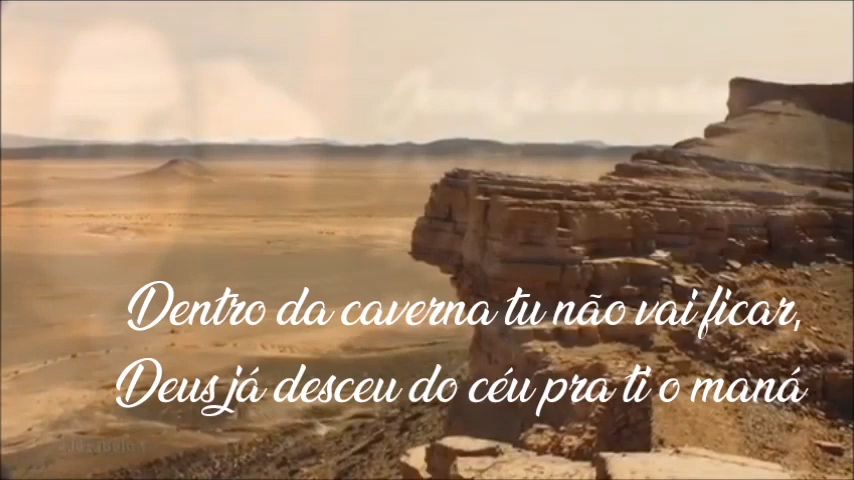 Dentro da caverna tu não vai ficar,
Deus já desceu do céu pra ti o maná